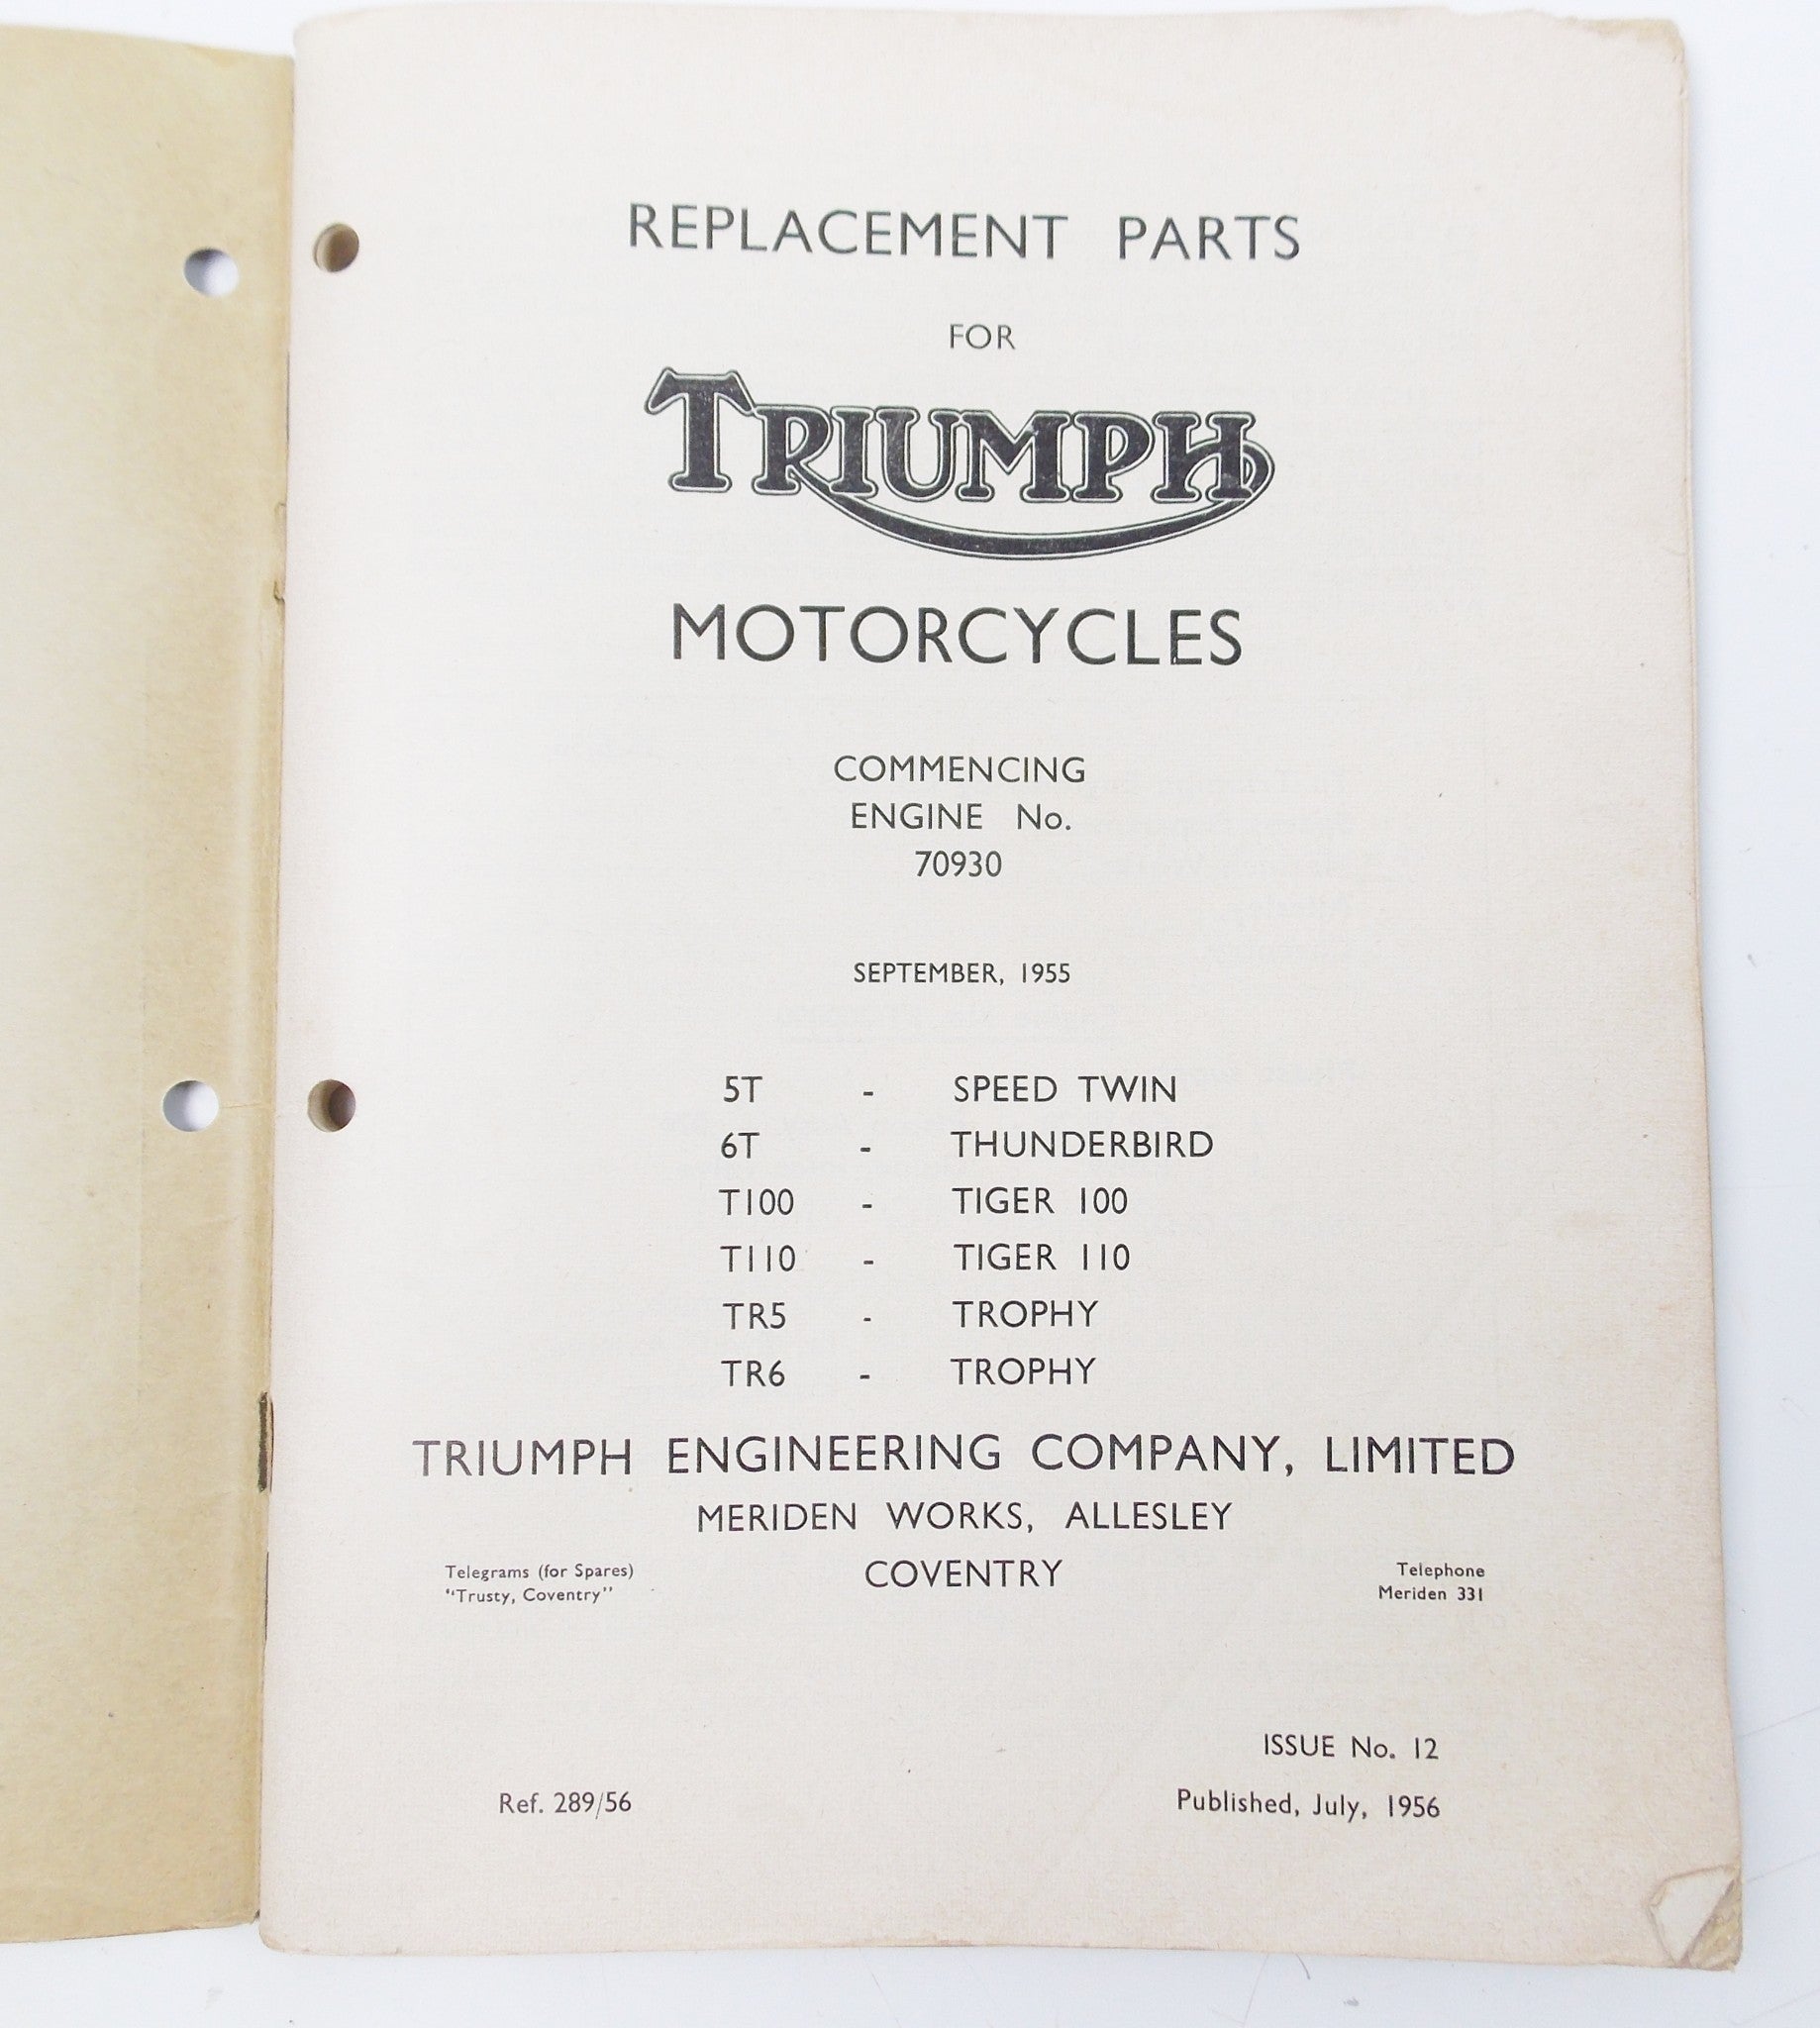 REPLACEMENT PARTS
FOR
TRIUMPH
MOTORCYCLES
COMMENCING
ENGINE No.
70930
SEPTEMBER, 1955
5T - SPEED TWIN
6T - THUNDERBIRD
T100 - TIGER 100
T110 - TIGER 110
TR5 - TROPHY
TR6 - TROPHY
TRIUMPH ENGINEERING COMPANY, LIMITED
MERIDEN WORKS, ALLESLEY
COVENTRY
Telegrams (for Spares)
"Trusty, Coventry"
Telephone
Meriden 331
ISSUE No. 12
Ref. 289/56
Published, July, 1956